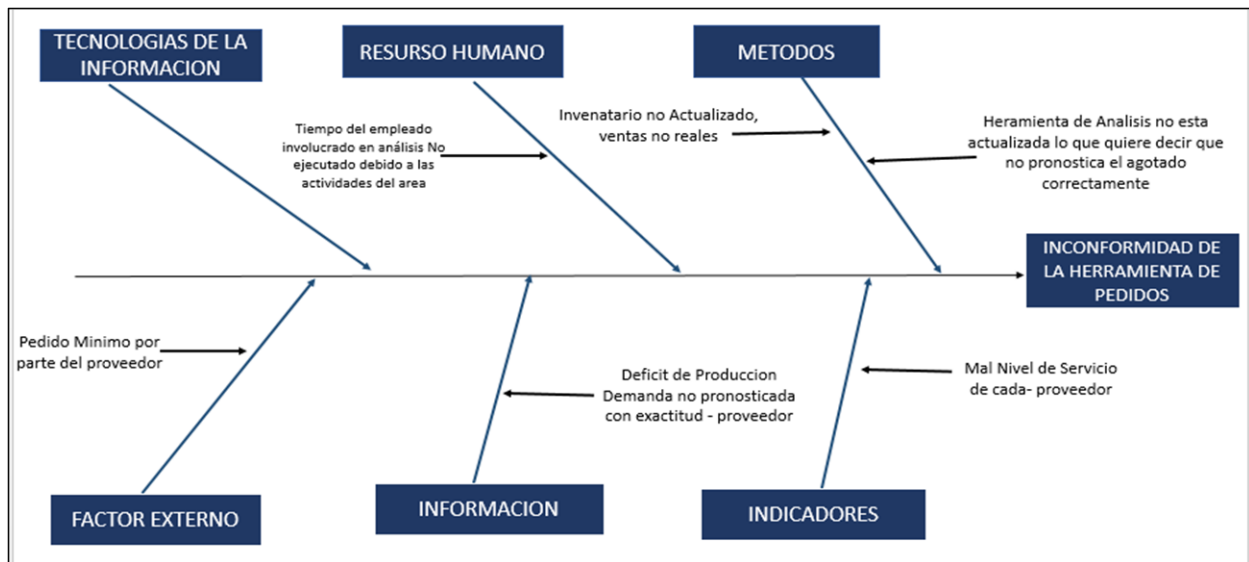 TECNOLOGIAS DE LA
INFORMACION
RESURSO HUMANO
METODOS
Tiempo del empleado
involucrado en análisis No
ejecutado debido a las
actividades del area
Invenatario no Actualizado,
ventas no reales
Heramienta de Analisis no esta
actualizada lo que quiere decir que
no pronostica el agotado
correctamente
INCONFORMIDAD DE
LA HERRAMIENTA DE
PEDIDOS
Pedido Minimo por
parte del proveedor
Deficit de Produccion
Demanda no pronosticada
con exactitud - proveedor
Mal Nivel de Servicio
de cada- proveedor
FACTOR EXTERNO
INFORMACION
INDICADORES